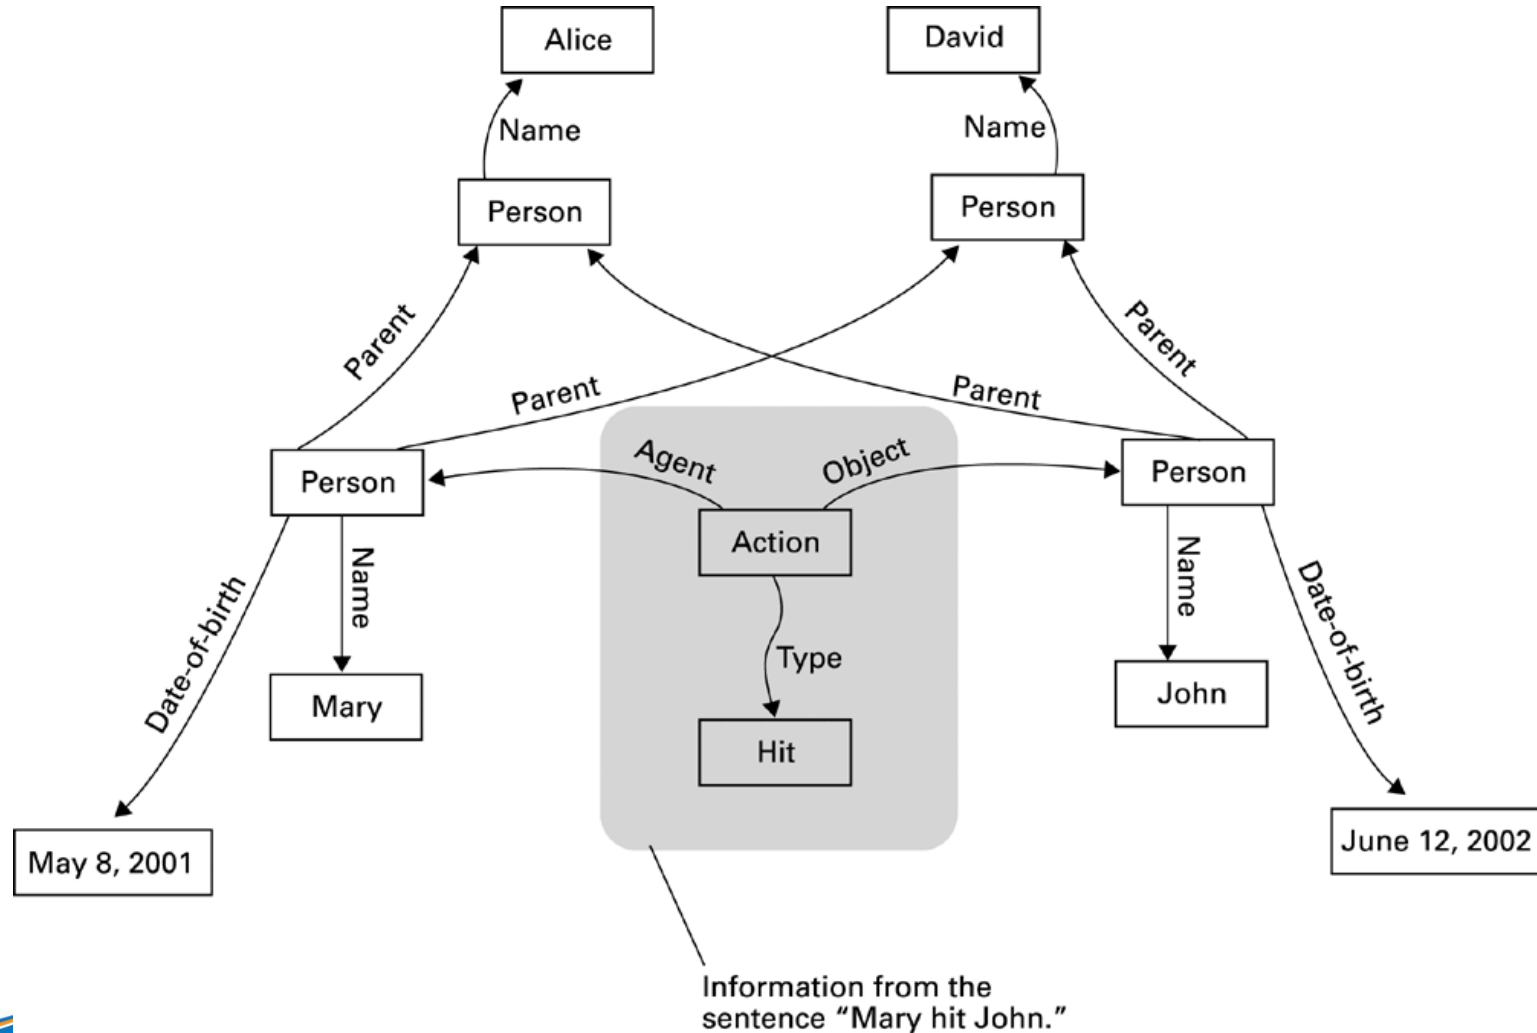 Alice
David
Name
Name
Person
Person
Parent
Parent
Parent
Parent
Agent
Object
Person
Person
Action
Name
Name
Date-of-birth
Date-of-birth
Type
Mary
John
Hit
May 8, 2001
June 12, 2002
Information from the
sentence “Mary hit John.”